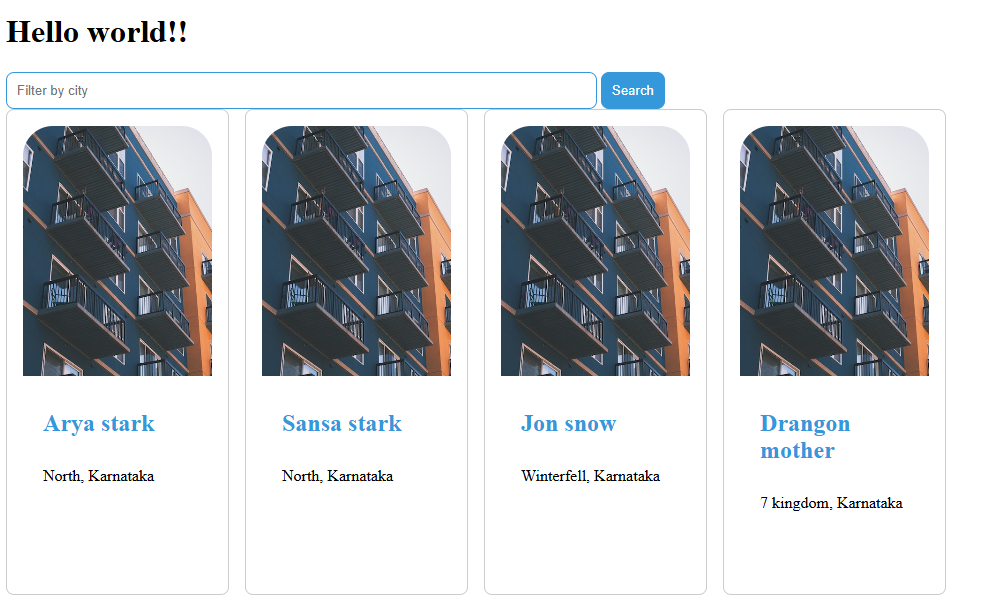 Hello world!!
Filter by city
Search
Arya stark
Sansa stark
Jon snow
Drangon
mother
North, Karnataka
North, Karnataka
Winterfell, Karnataka
7 kingdom, Karnataka